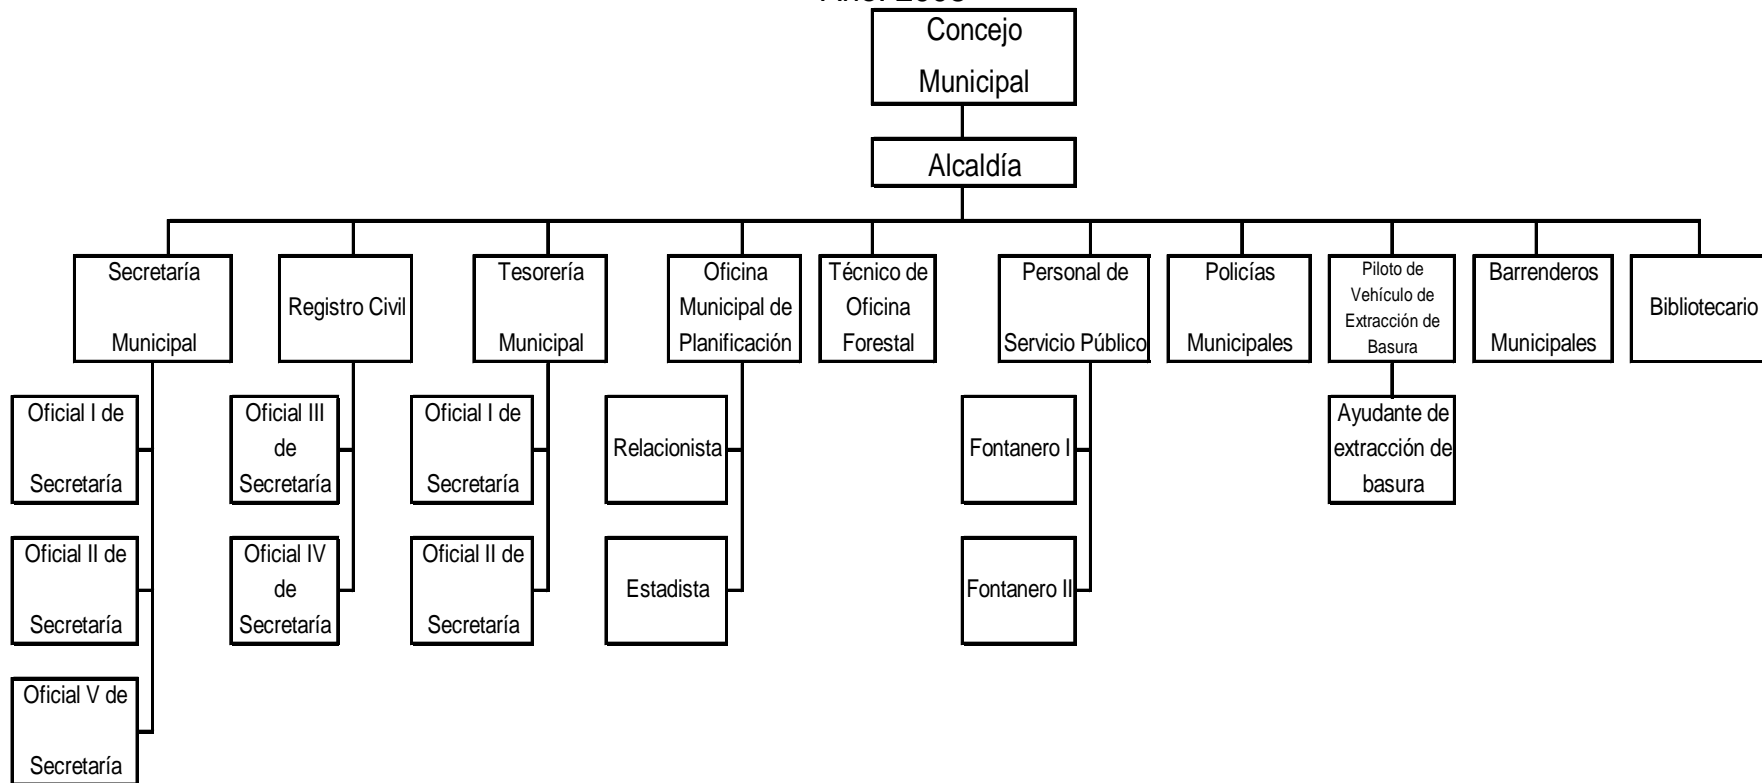 Concejo
Municipal
Alcaldía
Secretaría
Municipal
Registro Civil
Tesorería
Municipal
Oficina
Municipal de
Planificación
Técnico de
Oficina
Forestal
Personal de
Servicio Público
Policías
Municipales
Piloto de
Vehículo de
Extracción de
Basura
Barrenderos
Municipales
Bibliotecario
Oficial I de
Secretaría
Oficial III
de
Secretaría
Oficial I de
Secretaría
Relacionista
Fontanero I
Ayudante de
extracción de
basura
Oficial II de
Secretaría
Oficial IV
de
Secretaría
Oficial II de
Secretaría
Estadista
Fontanero II
Oficial V de
Secretaría